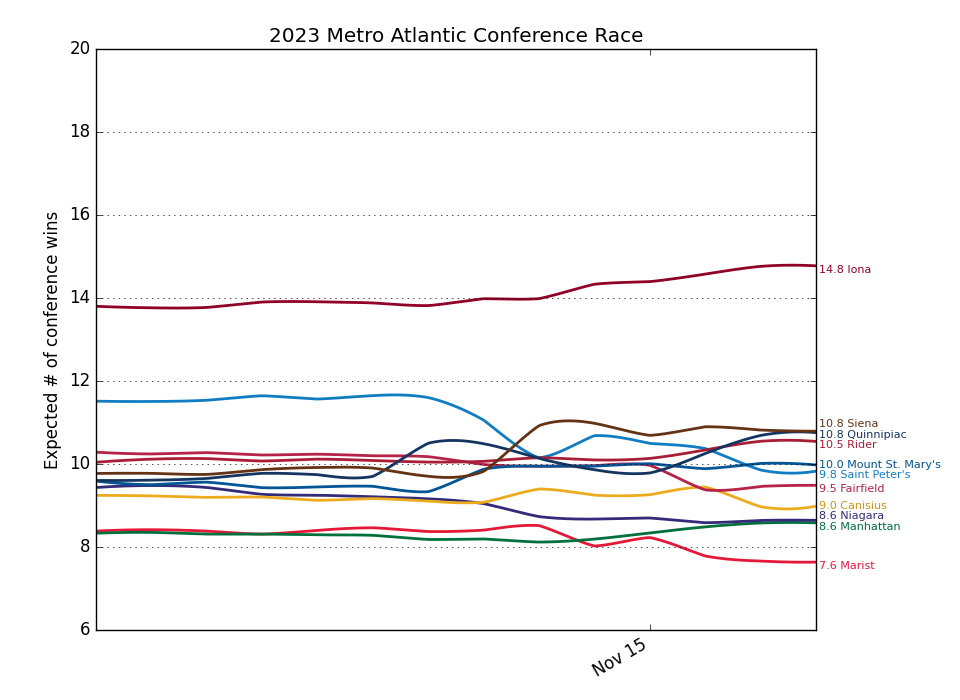 2023 Metro Atlantic Conference Race
Expected # of conference wins
20
18
16
14
12
10
8
6
14.8 Iona
10.8 Siena
10.8 Quinnipiac
10.5 Rider
10.0 Mount St. Mary's
9.8 Saint Peter's
9.5 Fairfield
9.0 Canisius
8.6 Niagara
8.6 Manhattan
7.6 Marist
Nov 15